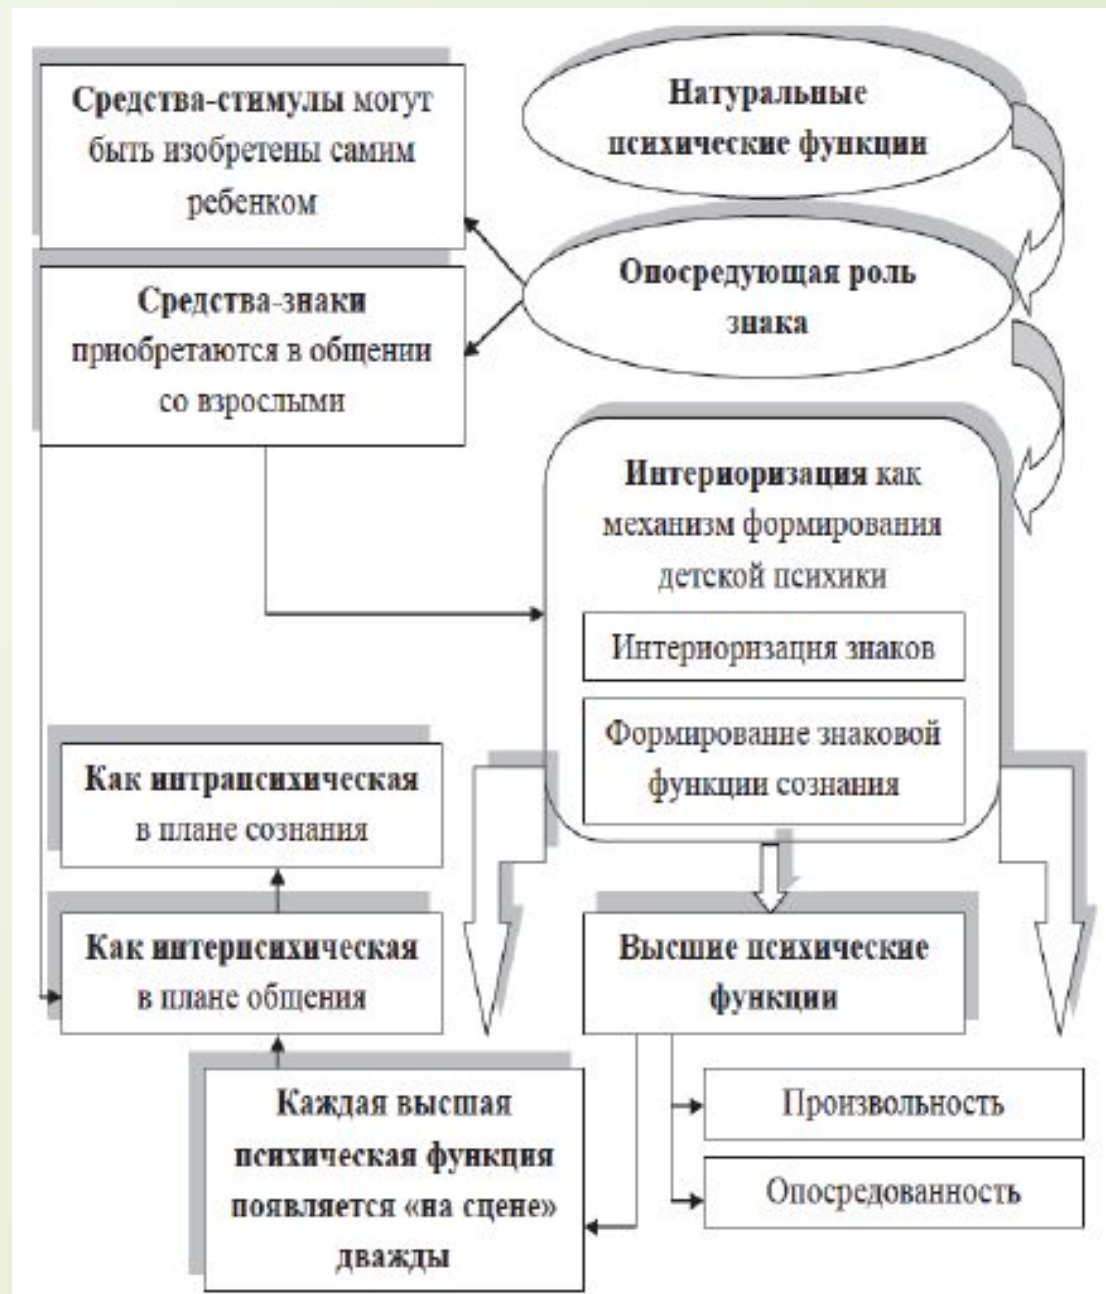 Средства-стимулы могут
быть изобретены самим
ребенком
Натуральные
психические функции
Средства-знаки
приобретаются в общении
со взрослыми
Опосредующая роль
знака
Интериоризация как
механизм формирования
детской психики
Интериоризация знаков
Формирование знаковой
функции сознания
Как интрапсихическая
в плане сознания
Как интерпсихическая
в плане общения
Высшие психические
функции
Каждая высшая
психическая функция
появляется «на сцене»
дважды
Произвольность
Опосредованность